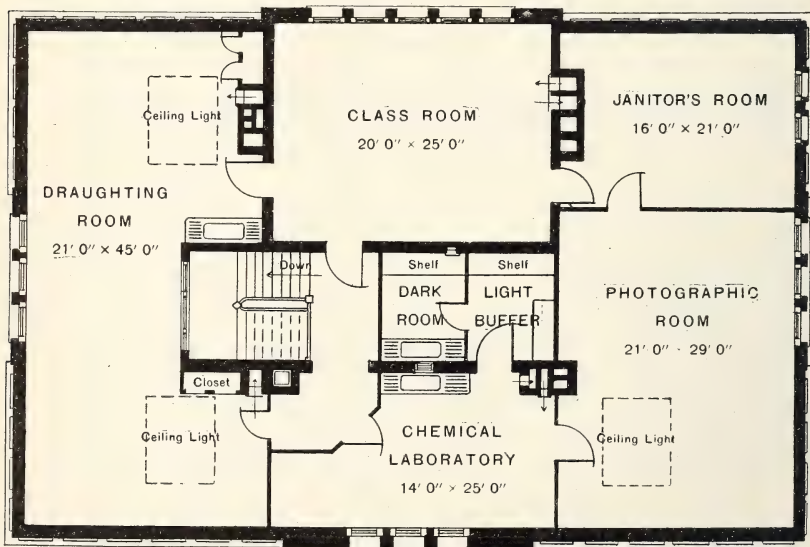 Ceiling Light
CLASS ROOM
20' 0" × 25' 0"
JANITOR'S ROOM
16' 0" × 21' 0"
DRAUGHTING
ROOM
21' 0" × 45' 0"
Down
Shelf
Shelf
DARK
ROOM
LIGHT
BUFFER
PHOTOGRAPHIC
ROOM
21' 0" - 29' 0"
Closet
Ceiling Light
CHEMICAL
LABORATORY
14' 0" × 25' 0"
Ceiling Light